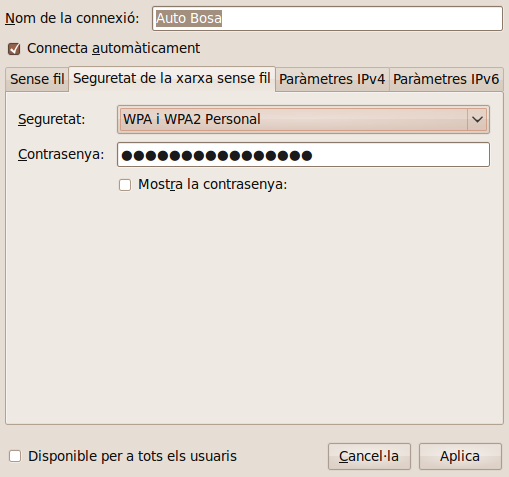 Nom de la connexió: Auto Bosa
Connecta automàticament
Sense fil Seguretat de la xarxa sense fil Paràmetres IPv4 Paràmetres IPv6
Seguretat: WPA i WPA2 Personal
Contrasenya: ●●●●●●●●●●●●●●●●
Mostra la contrasenya:
Disponible per a tots els usuaris Cancel·la Aplica